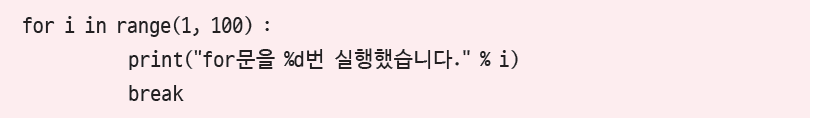 for i in range(1, 100) :
        print("for문을 %d번 실행했습니다." % i)
        break